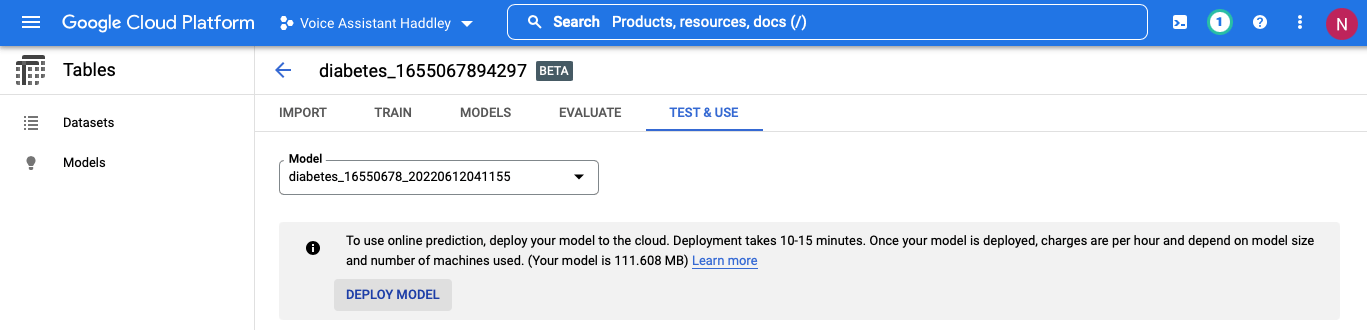 Google Cloud Platform Voice Assistant Haddley Search Products, resources, docs (/) 1 N
Tables
diabetes_1655067894297 BETA
IMPORT TRAIN MODELS EVALUATE TEST & USE
Datasets
Models
Model
diabetes_16550678_20220612041155
To use online prediction, deploy your model to the cloud. Deployment takes 10-15 minutes. Once your model is deployed, charges are per hour and depend on model size
and number of machines used. (Your model is 111.608 MB) Learn more
DEPLOY MODEL